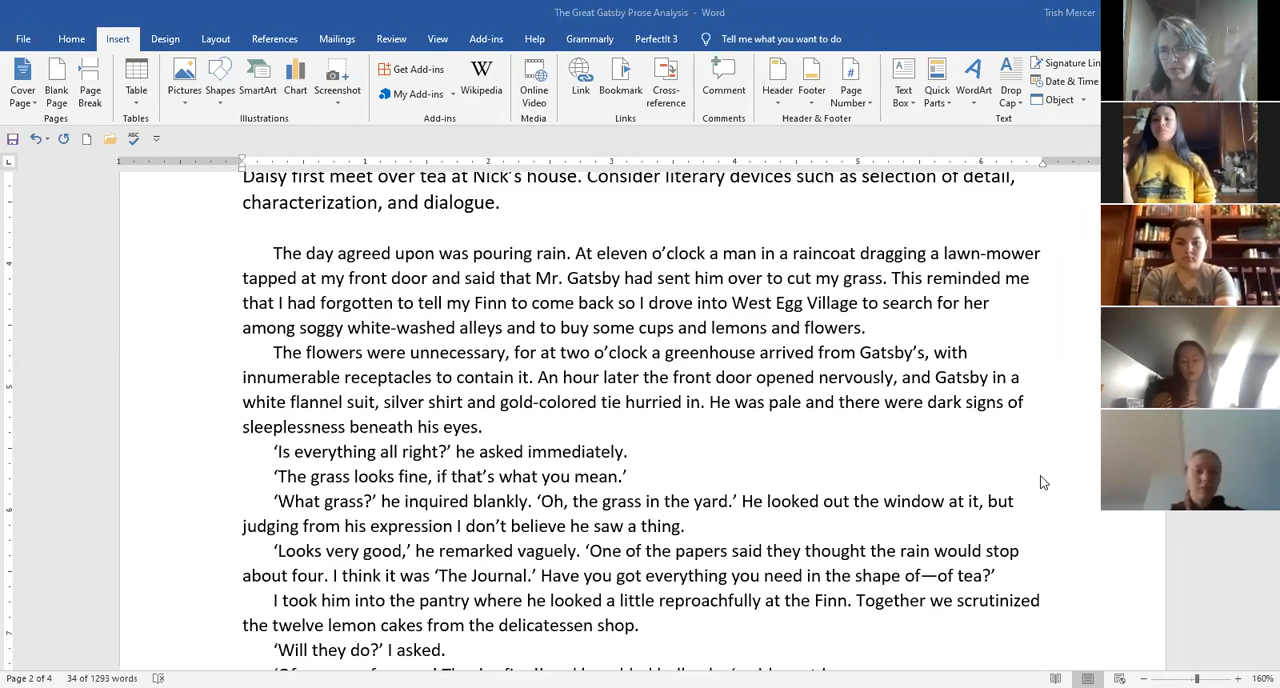 The Great Gatsby Prose Analysis - Word
Trish Mercer
File Home Insert Design Layout References Mailings Review View Add-ins Help Grammarly PerfectIt 3 Tell me what you want to do
Cover Page
Blank Page
Page Break
Pages
Table
Tables
Pictures
Shapes
SmartArt
Chart
Screenshot
Illustrations
Get Add-ins
My Add-ins
Wikipedia
Add-ins
Online Video
Media
Link
Bookmark
Cross-reference
Links
Comment
Comments
Header
Footer
Page Number
Header & Footer
Text Box
Quick Parts
WordArt
Drop Cap
Signature Lin
Date & Time
Object
Text
1 1 2 3 4 5 6
Daisy first meet over tea at Nick's house. Consider literary devices such as selection of detail,
characterization, and dialogue.
The day agreed upon was pouring rain. At eleven o'clock a man in a raincoat dragging a lawn-mower
tapped at my front door and said that Mr. Gatsby had sent him over to cut my grass. This reminded me
that I had forgotten to tell my Finn to come back so I drove into West Egg Village to search for her
among soggy white-washed alleys and to buy some cups and lemons and flowers.
The flowers were unnecessary, for at two o'clock a greenhouse arrived from Gatsby's, with
innumerable receptacles to contain it. An hour later the front door opened nervously, and Gatsby in a
white flannel suit, silver shirt and gold-colored tie hurried in. He was pale and there were dark signs of
sleeplessness beneath his eyes.
'Is everything all right?' he asked immediately.
'The grass looks fine, if that's what you mean.'
'What grass?' he inquired blankly. 'Oh, the grass in the yard.' He looked out the window at it, but
judging from his expression I don't believe he saw a thing.
'Looks very good,' he remarked vaguely. 'One of the papers said they thought the rain would stop
about four. I think it was 'The Journal.' Have you got everything you need in the shape of—of tea?'
I took him into the pantry where he looked a little reproachfully at the Finn. Together we scrutinized
the twelve lemon cakes from the delicatessen shop.
'Will they do?' I asked.
4
5
6
7
Page 2 of 4 34 of 1293 words
160%